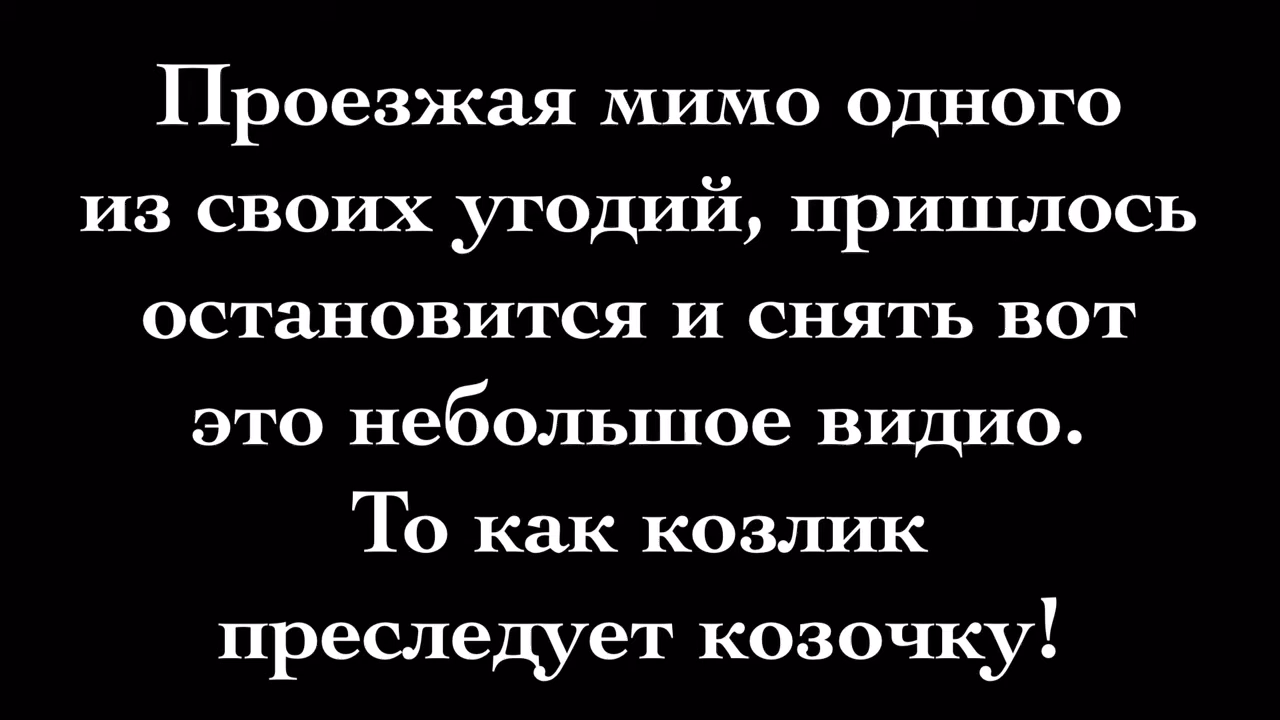 Проезжая мимо одного
из своих угодий, пришлось
остановится и снять вот
это небольшое видио.
То как козлик
преследует козочку!